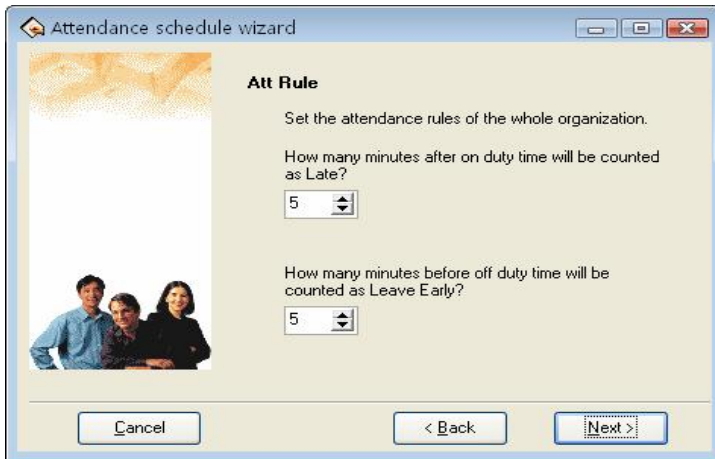 Attendance schedule wizard
Att Rule
Set the attendance rules of the whole organization.
How many minutes after on duty time will be counted
as Late?
5
How many minutes before off duty time will be
counted as Leave Early?
5
Cancel
< Back
Next >